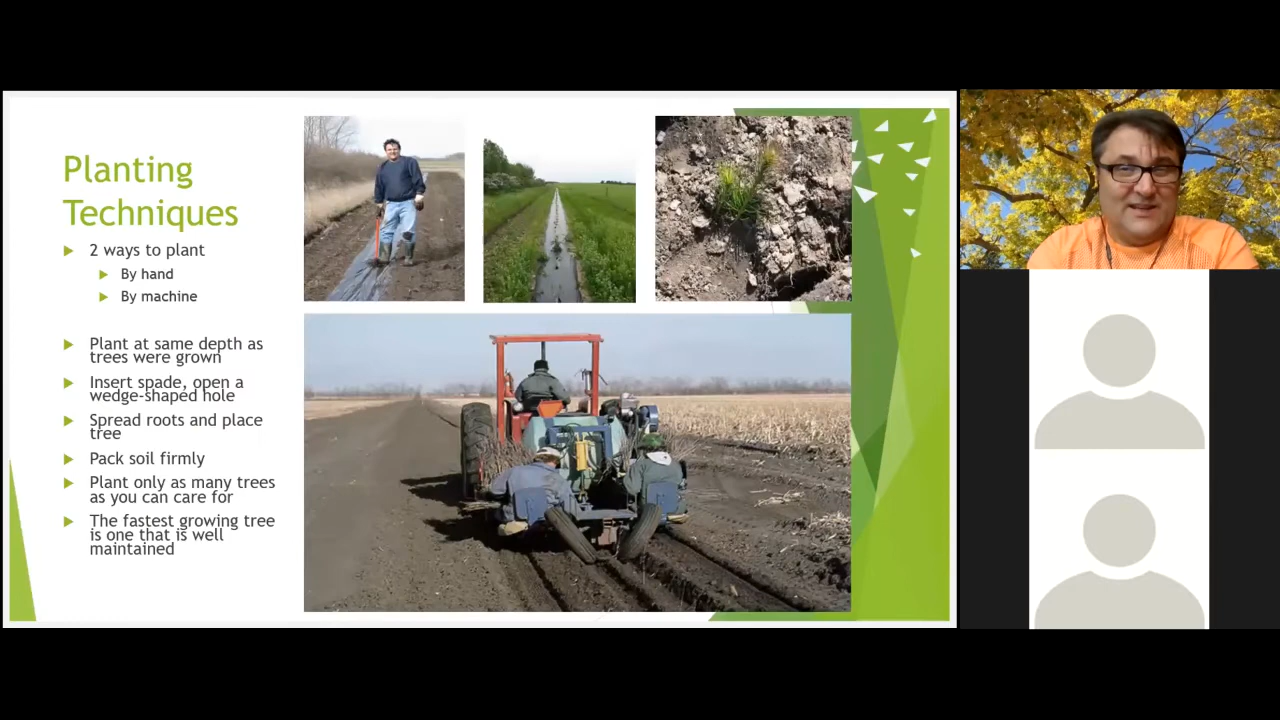 Planting
Techniques
2 ways to plant
By hand
By machine
Plant at same depth as
trees were grown
Insert spade, open a
wedge-shaped hole
Spread roots and place
tree
Pack soil firmly
Plant only as many trees
as you can care for
The fastest growing tree
is one that is well
maintained